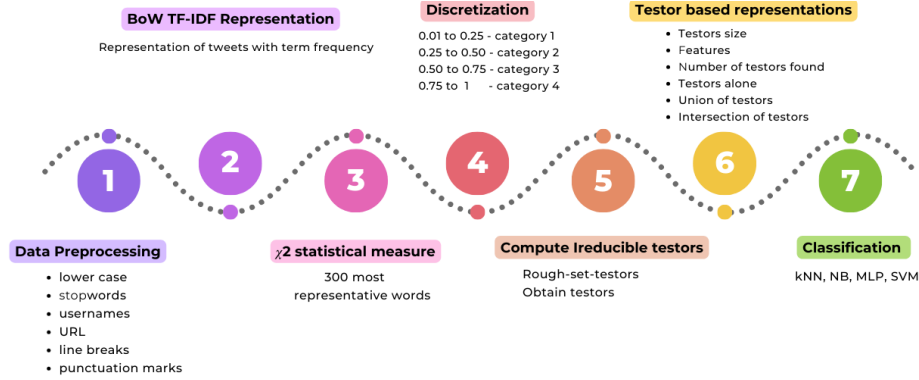 BoW TF-IDF Representation
Representation of tweets with term frequency
Discretization
0.01 to 0.25 - category 1
0.25 to 0.50 - category 2
0.50 to 0.75 - category 3
0.75 to 1 - category 4
Testor based representations
• Testors size
• Features
• Number of testors found
• Testors alone
• Union of testors
• Intersection of testors
1
2
3
4
5
6
7
Data Preprocessing
• lower case
• stopwords
• usernames
• URL
• line breaks
• punctuation marks
χ2 statistical measure
300 most
representative words
Compute Ireducible testors
Rough-set-testors
Obtain testors
Classification
kNN, NB, MLP, SVM